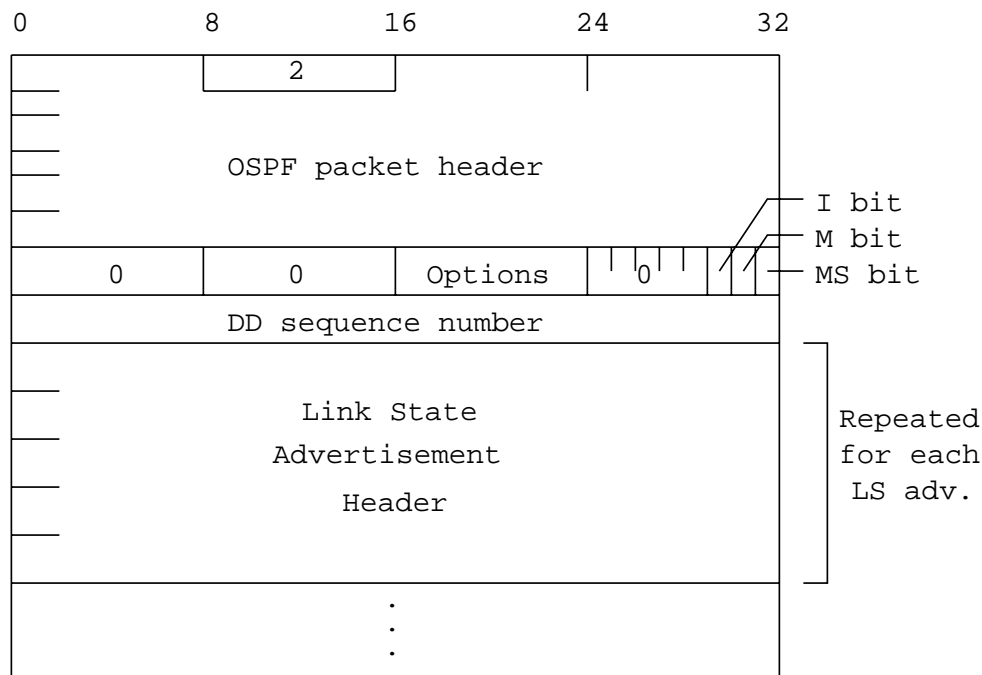 0 8 16 24 32
2
OSPF packet header
I bit
M bit
0 0 Options 0 MS bit
DD sequence number
Link State
Advertisement
Header
Repeated
for each
LS adv.
.
.
.